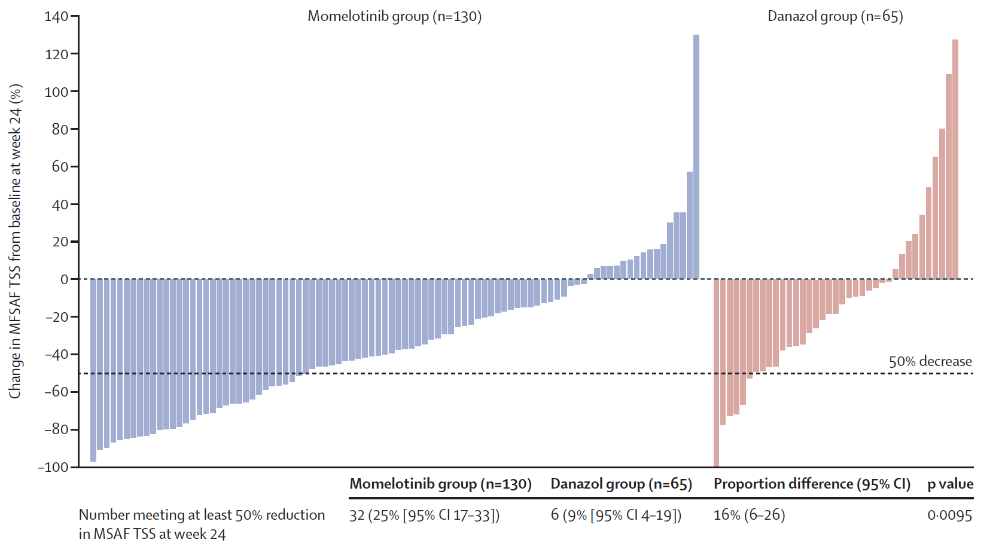 Momelotinib group (n=130)
Danazol group (n=65)
Change in MFSAF TSS from baseline at week 24 (%)
140
120
100
80
60
40
20
0
–20
–40
–60
–80
–100
50% decrease
Momelotinib group (n=130) Danazol group (n=65) Proportion difference (95% CI) p value
Number meeting at least 50% reduction 32 (25% [95% CI 17–33]) 6 (9% [95% CI 4–19]) 16% (6–26) 0·0095
in MSAF TSS at week 24